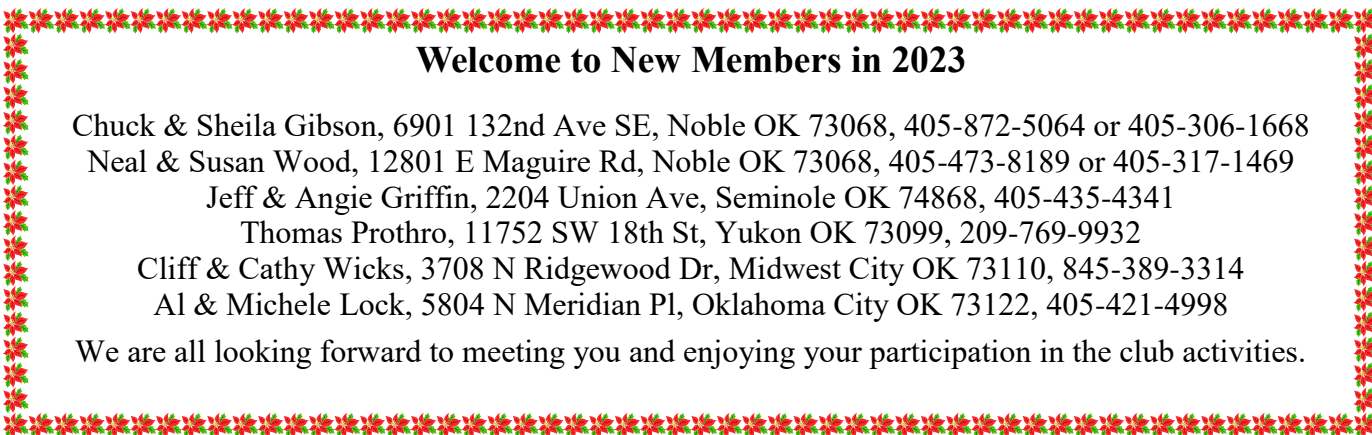 Welcome to New Members in 2023
Chuck & Sheila Gibson, 6901 132nd Ave SE, Noble OK 73068, 405-872-5064 or 405-306-1668
Neal & Susan Wood, 12801 E Maguire Rd, Noble OK 73068, 405-473-8189 or 405-317-1469
Jeff & Angie Griffin, 2204 Union Ave, Seminole OK 74868, 405-435-4341
Thomas Prothro, 11752 SW 18th St, Yukon OK 73099, 209-769-9932
Cliff & Cathy Wicks, 3708 N Ridgewood Dr, Midwest City OK 73110, 845-389-3314
Al & Michele Lock, 5804 N Meridian Pl, Oklahoma City OK 73122, 405-421-4998
We are all looking forward to meeting you and enjoying your participation in the club activities.